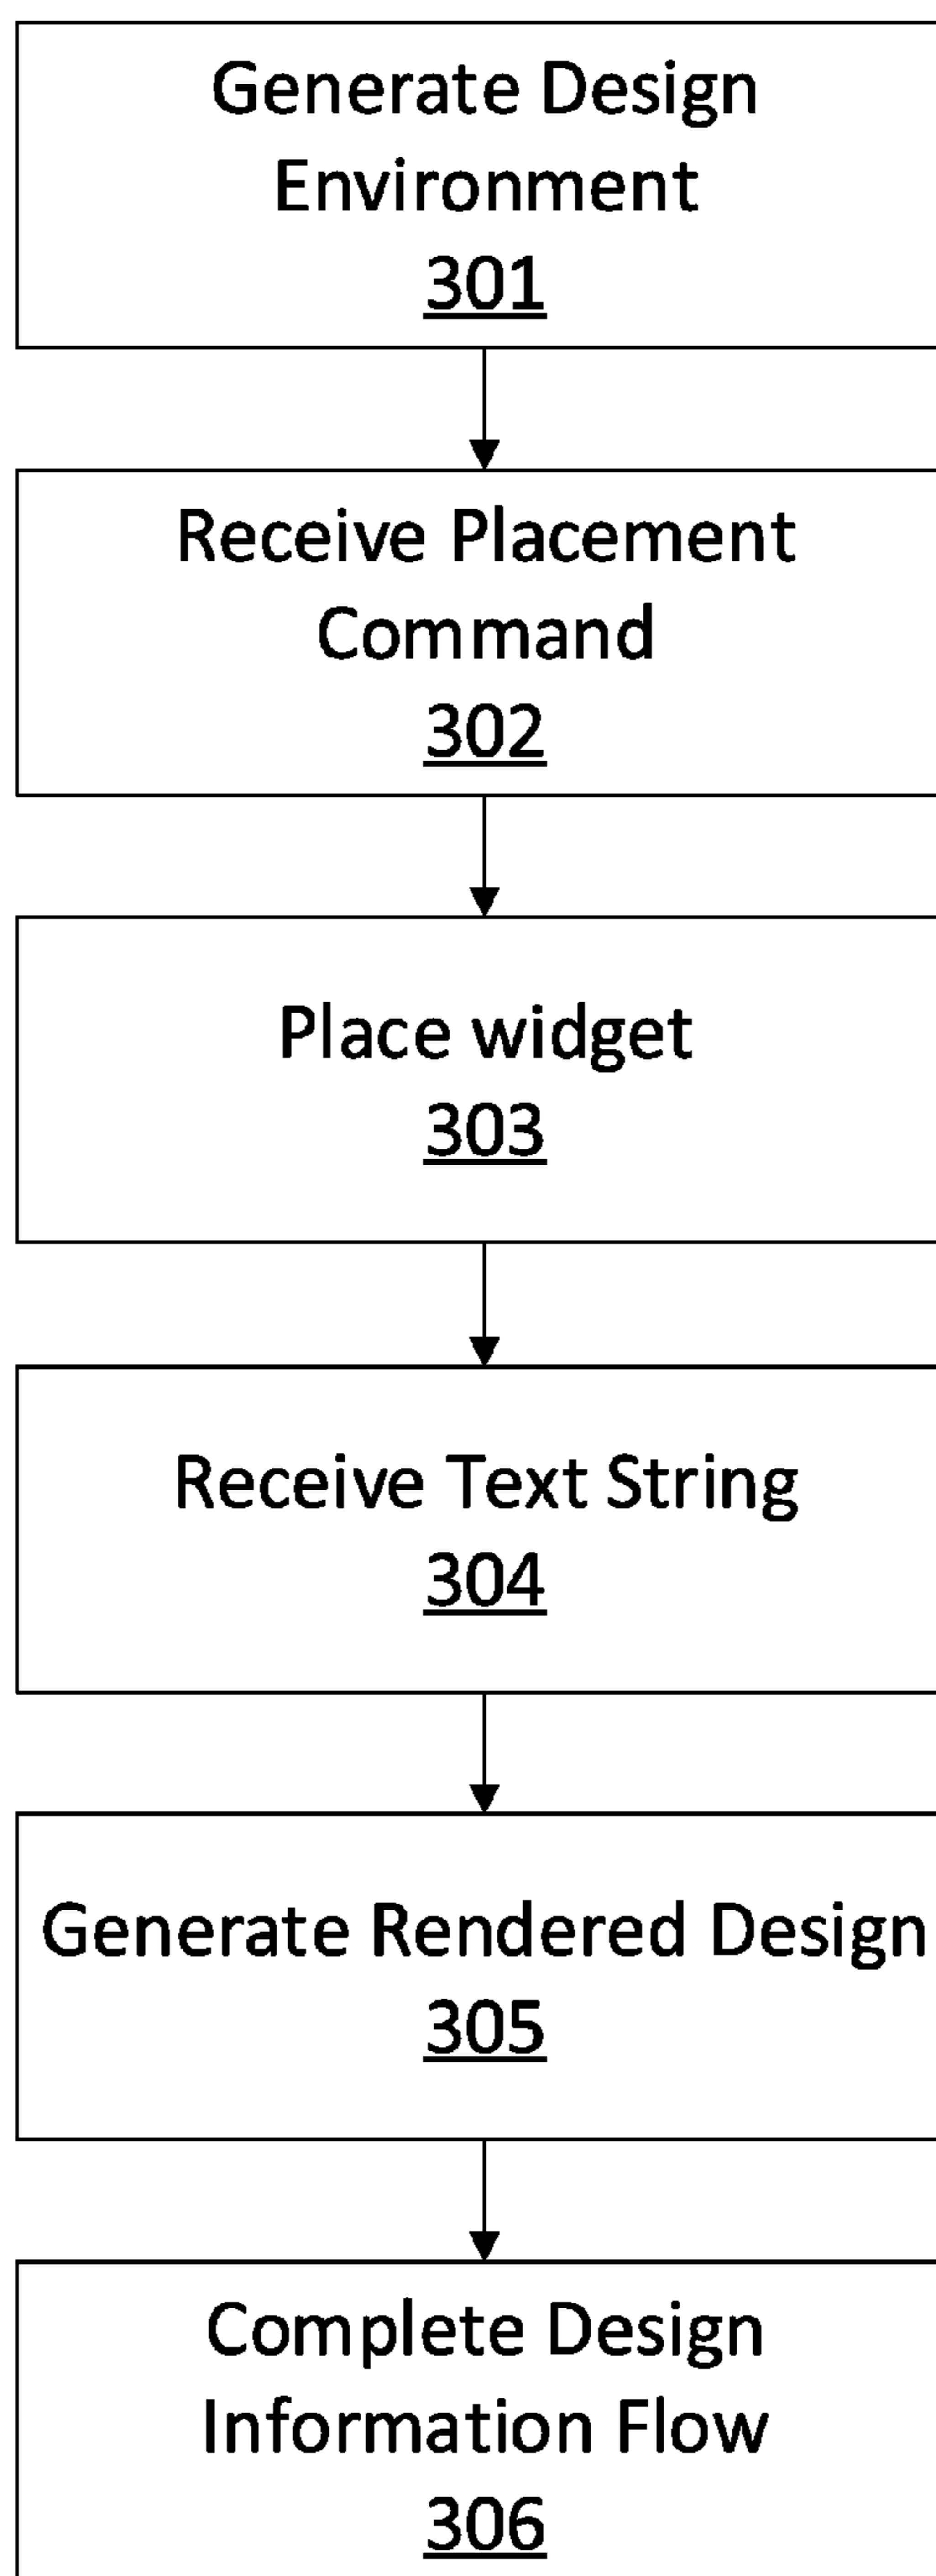 Generate Design
Environment
301
Receive Placement
Command
302
Place widget
303
Receive Text String
304
Generate Rendered Design
305
Complete Design
Information Flow
306